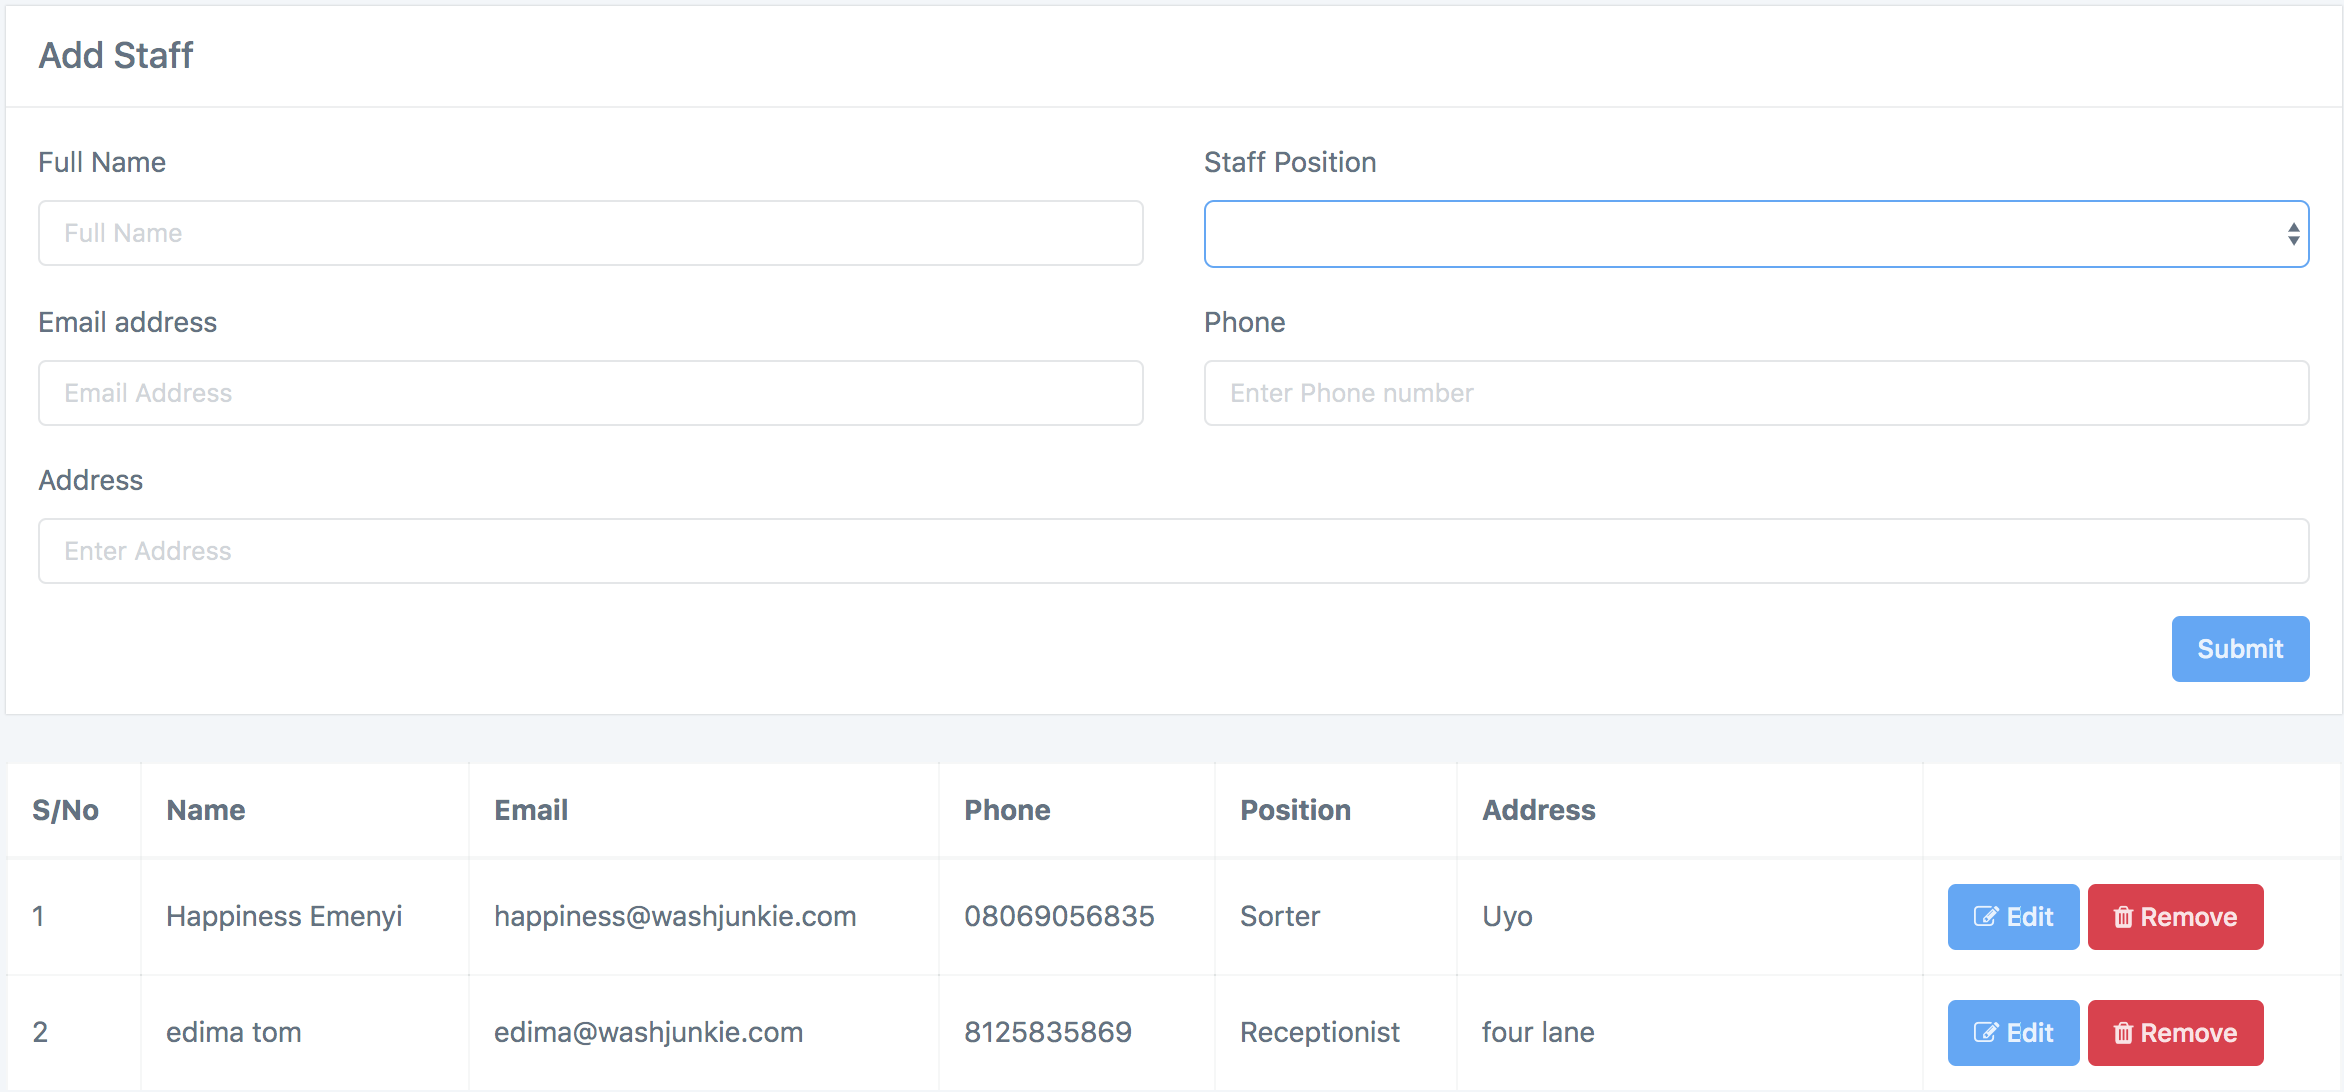 Add Staff
Full Name Staff Position
Full Name
Email address Phone
Email Address Enter Phone number
Address
Enter Address
Submit
S/No Name Email Phone Position Address
1 Happiness Emenyi happiness@washjunkie.com 08069056835 Sorter Uyo Edit Remove
2 edima tom edima@washjunkie.com 8125835869 Receptionist four lane Edit Remove